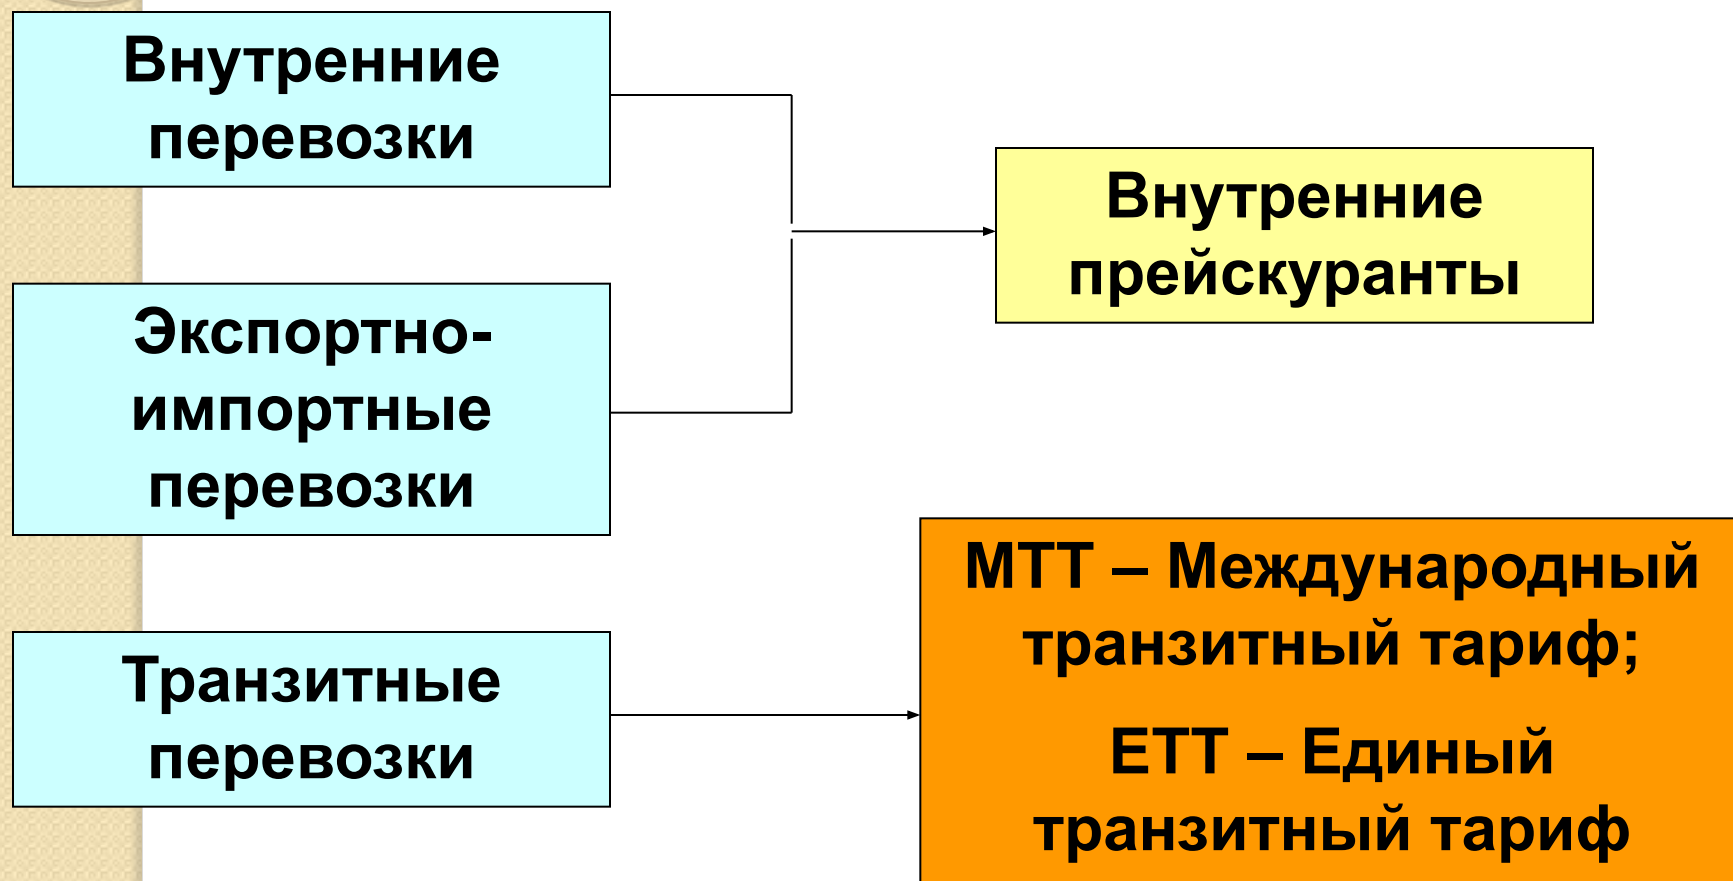 Внутренние
перевозки
Внутренние
прейскуранты
Экспортно-
импортные
перевозки
МТТ – Международный
транзитный тариф;
Транзитные
перевозки
ЕТТ – Единый
транзитный тариф